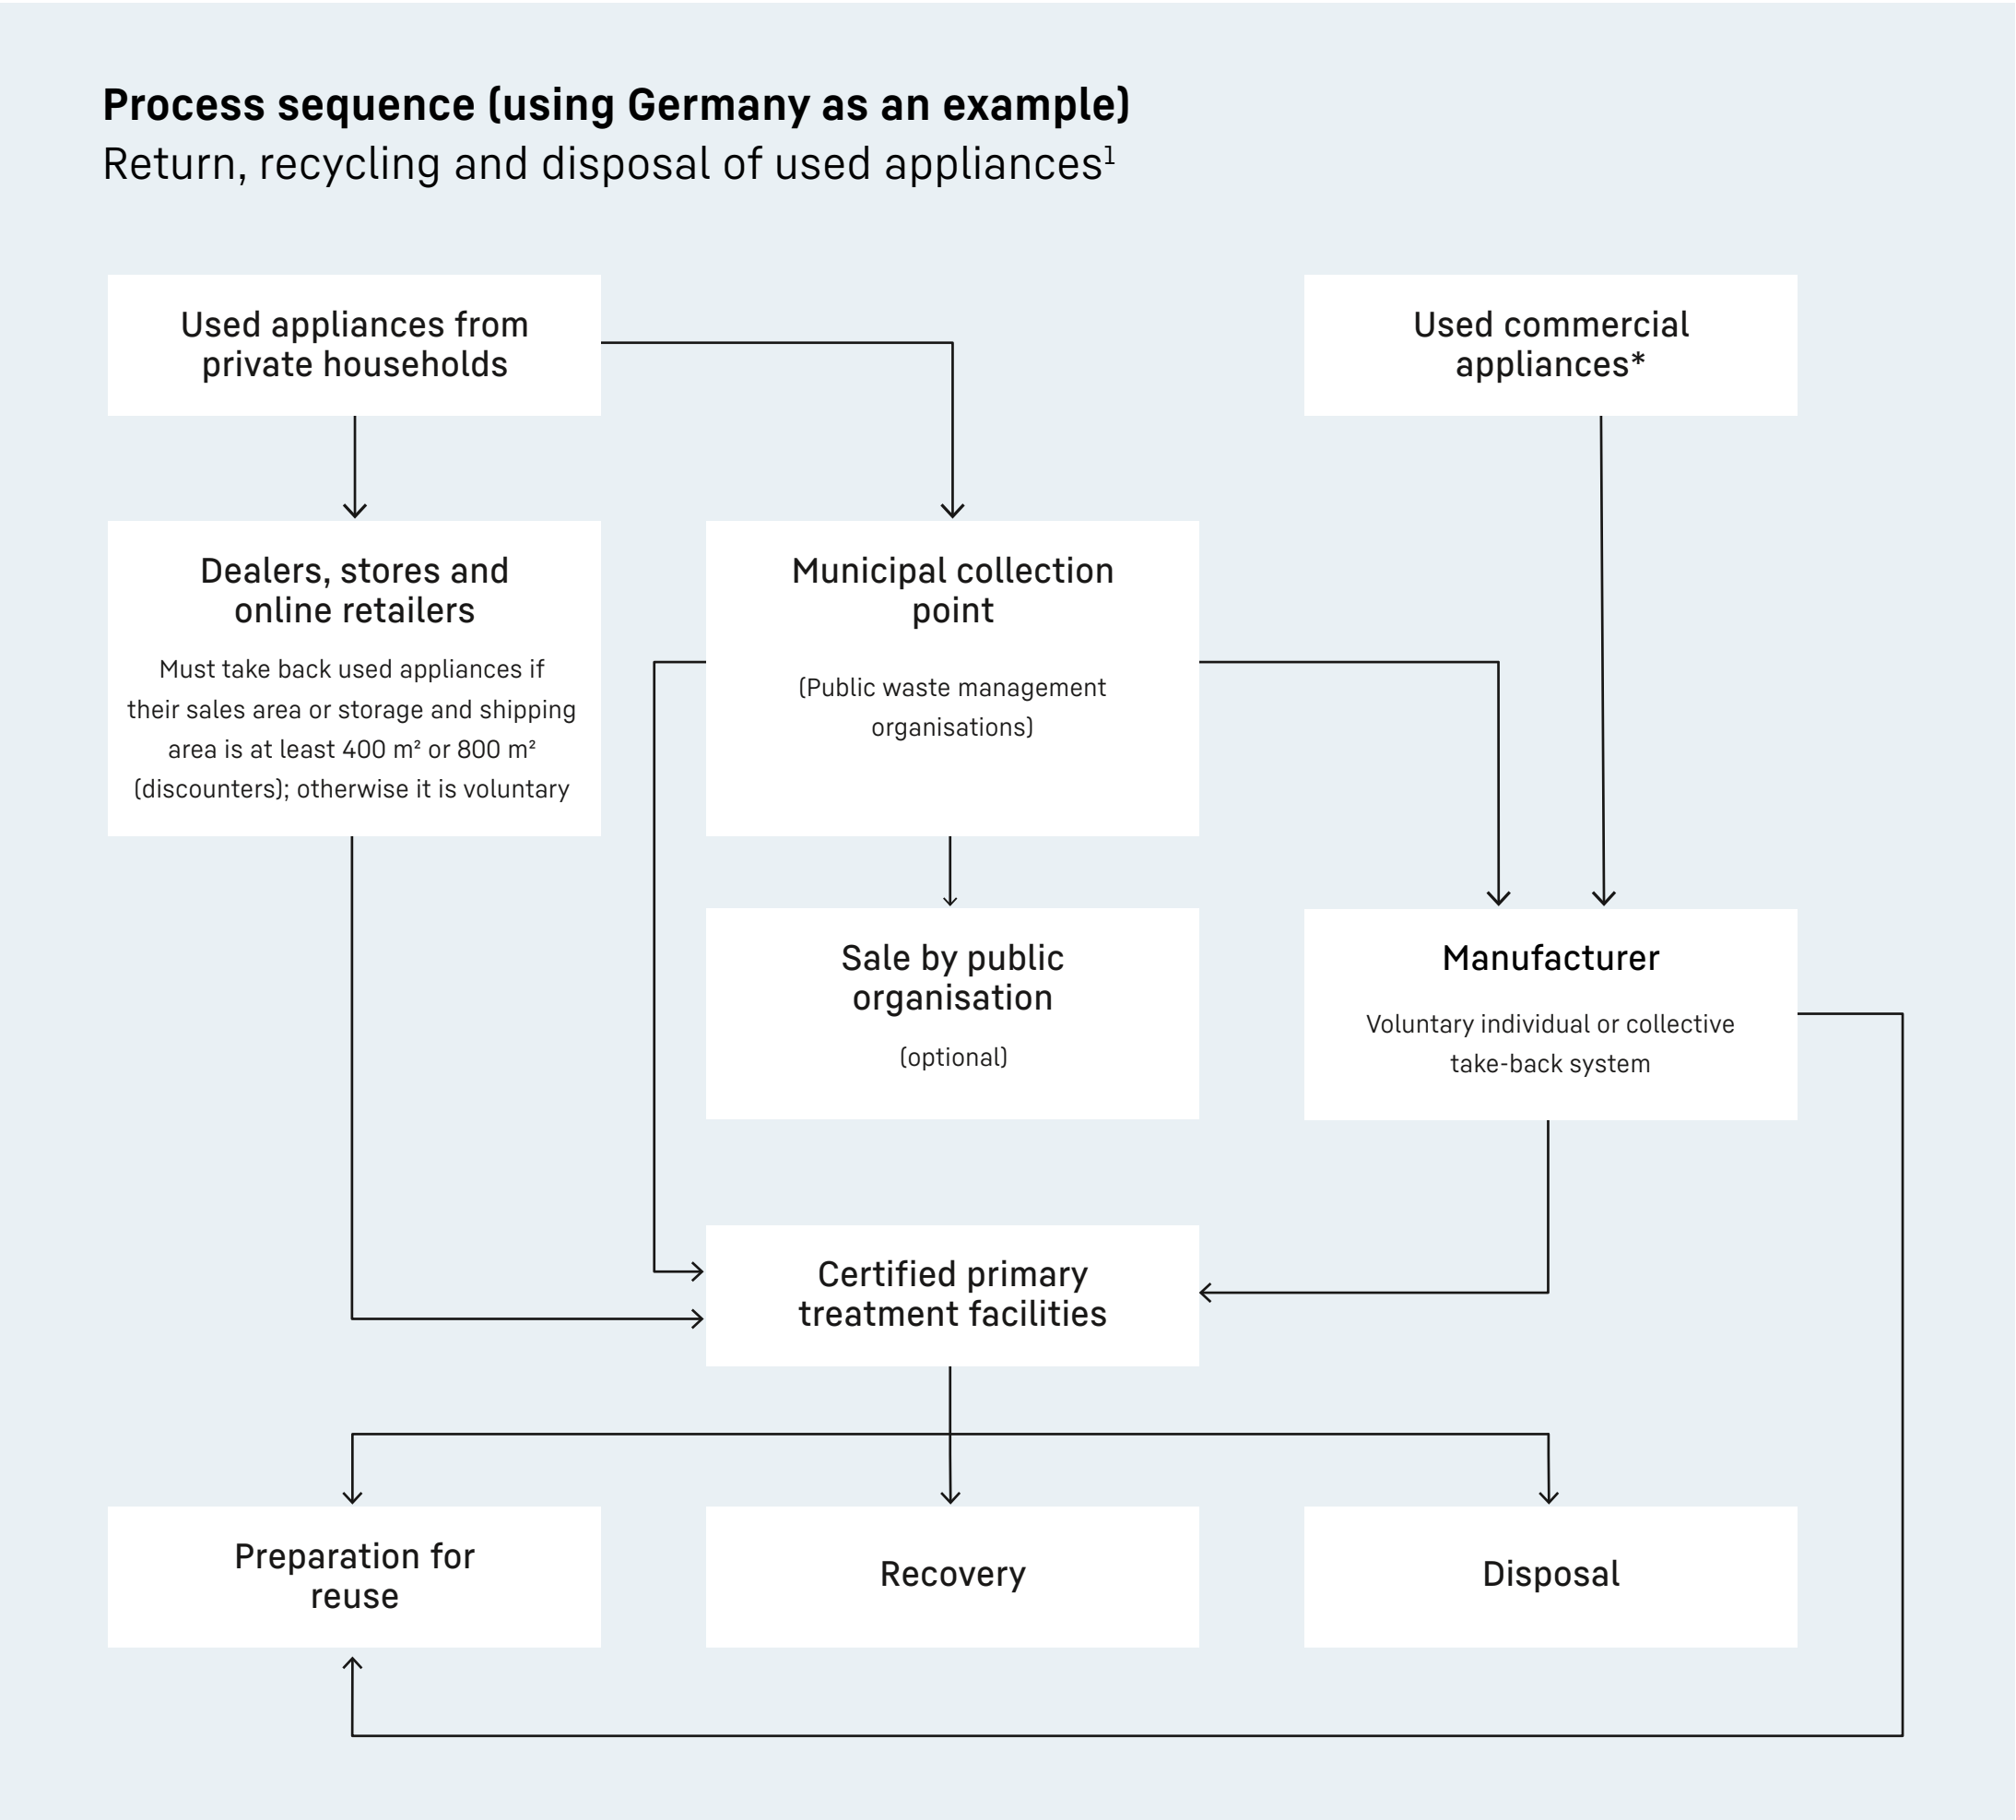 Process sequence (using Germany as an example)
Return, recycling and disposal of used appliances¹
Used appliances from
private households
Used commercial
appliances*
Dealers, stores and
online retailers
Must take back used appliances if
their sales area or storage and shipping
area is at least 400 m² or 800 m²
(discounters); otherwise it is voluntary
Municipal collection
point
(Public waste management
organisations)
Sale by public
organisation
(optional)
Manufacturer
Voluntary individual or collective
take-back system
Certified primary
treatment facilities
Preparation for
reuse
Recovery
Disposal